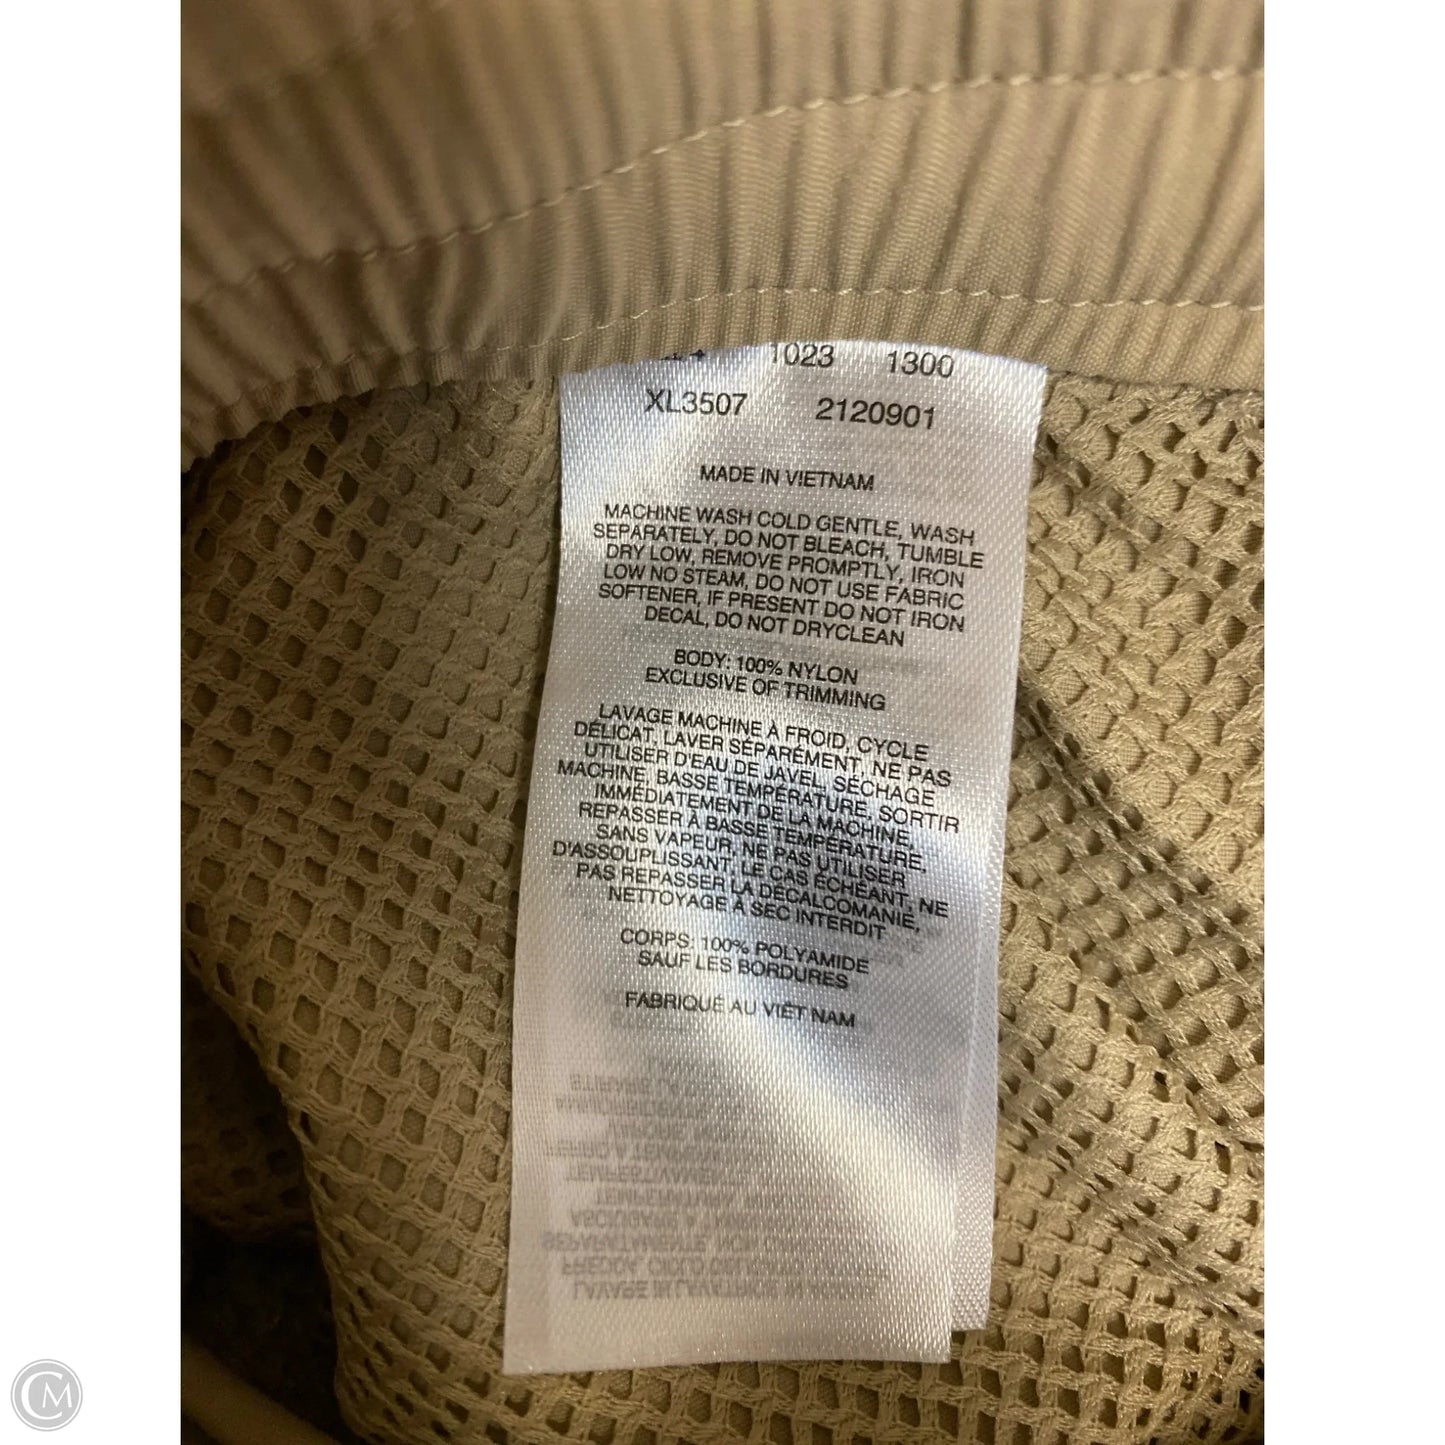 1023 1300
XL3507 2120901
MADE IN VIETNAM
MACHINE WASH COLD GENTLE, WASH
SEPARATELY, DO NOT BLEACH, TUMBLE
DRY LOW, REMOVE PROMPTLY, IRON
LOW NO STEAM, DO NOT USE FABRIC
SOFTENER, IF PRESENT DO NOT IRON
DECAL, DO NOT DRYCLEAN
BODY: 100% NYLON
EXCLUSIVE OF TRIMMING
LAVAGE MACHINE À FROID, CYCLE
DÉLICAT, LAVER SÉPARÉMENT, NE PAS
UTILISER D'EAU DE JAVEL, SÉCHAGE
MACHINE, BASSE TEMPÉRATURE, SORTIR
IMMÉDIATEMENT DE LA MACHINE,
REPASSER À BASSE TEMPÉRATURE,
SANS VAPEUR, NE PAS UTILISER
D'ASSOUPLISSANT, LE CAS ÉCHÉANT, NE
PAS REPASSER LA DÉCALCOMANIE,
NETTOYAGE À SEC INTERDIT
CORPS: 100% POLYAMIDE
SAUF LES BORDURES
FABRIQUÉ AU VIÊT NAM
CM